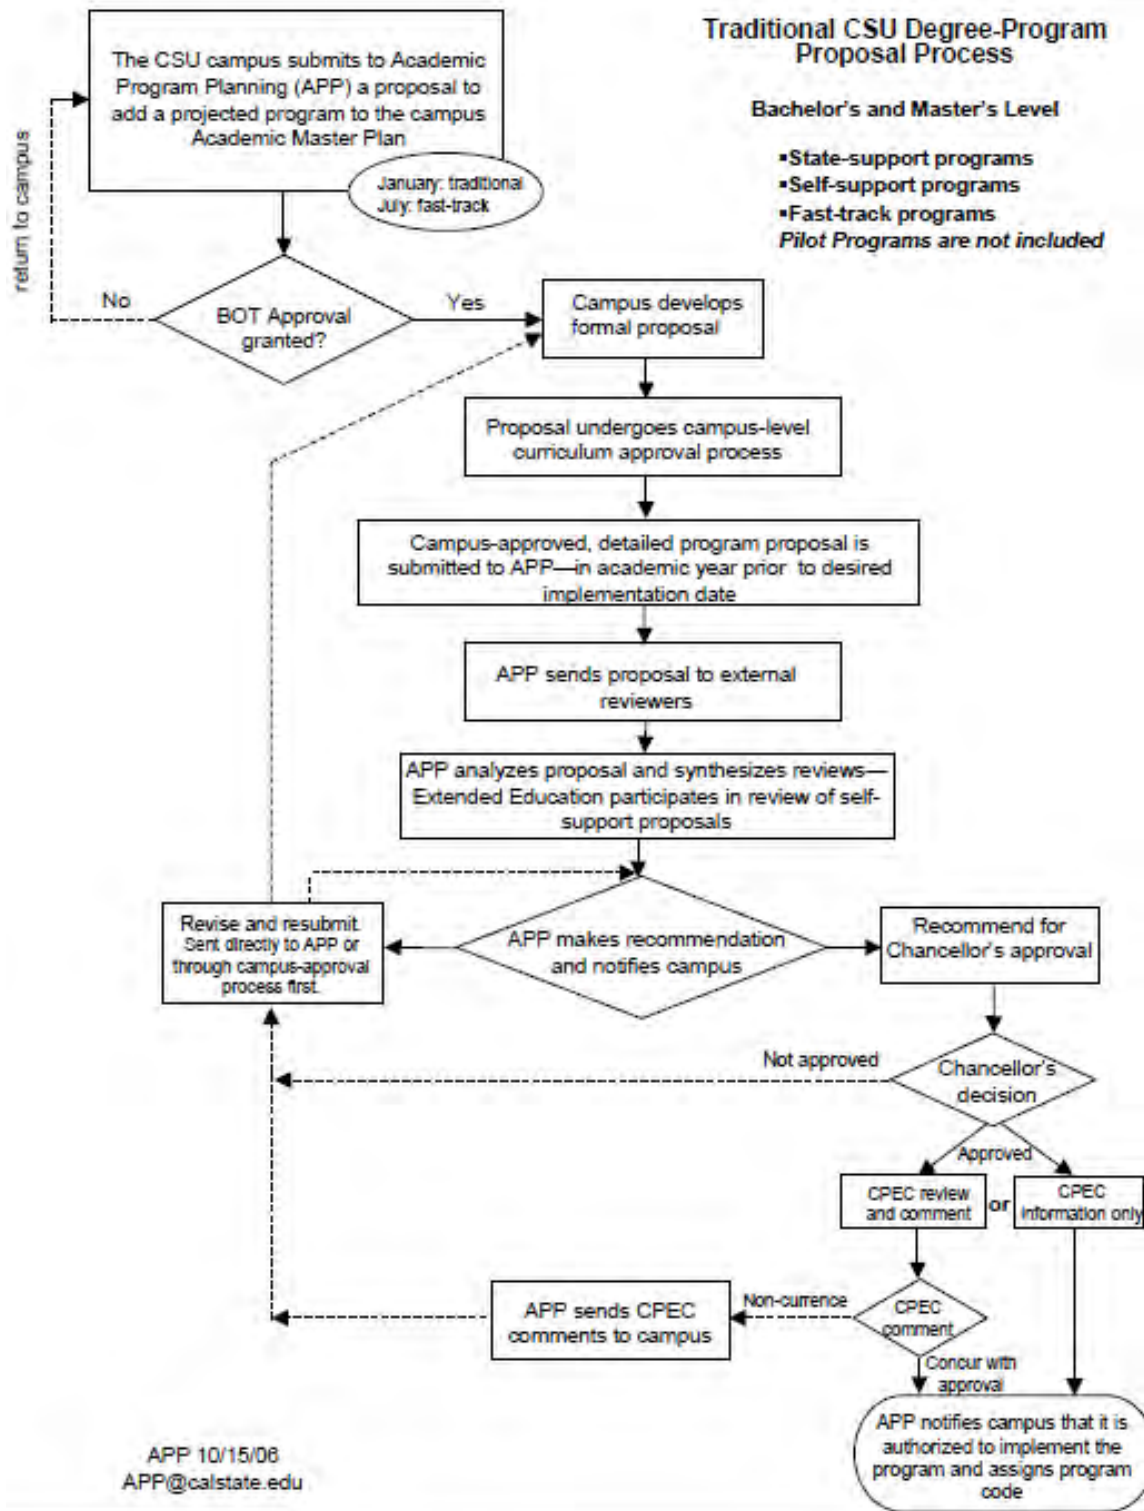 Traditional CSU Degree-Program
Proposal Process
Bachelor's and Master's Level
▪State-support programs
▪Self-support programs
▪Fast-track programs
Pilot Programs are not included
The CSU campus submits to Academic
Program Planning (APP) a proposal to
add a projected program to the campus
Academic Master Plan
January: traditional
July: fast-track
return to campus
No
BOT Approval
granted?
Yes
Campus develops
formal proposal
Proposal undergoes campus-level
curriculum approval process
Campus-approved, detailed program proposal is
submitted to APP—in academic year prior to desired
implementation date
APP sends proposal to external
reviewers
APP analyzes proposal and synthesizes reviews—
Extended Education participates in review of self-
support proposals
Revise and resubmit.
Sent directly to APP or
through campus-approval
process first.
APP makes recommendation
and notifies campus
Recommend for
Chancellor's approval
Not approved
Chancellor's
decision
Approved
CPEC review
and comment
or
CPEC
information only
APP sends CPEC
comments to campus
Non-currence
CPEC
comment
Concur with
approval
APP notifies campus that it is
authorized to implement the
program and assigns program
code
APP 10/15/06
APP@calstate.edu